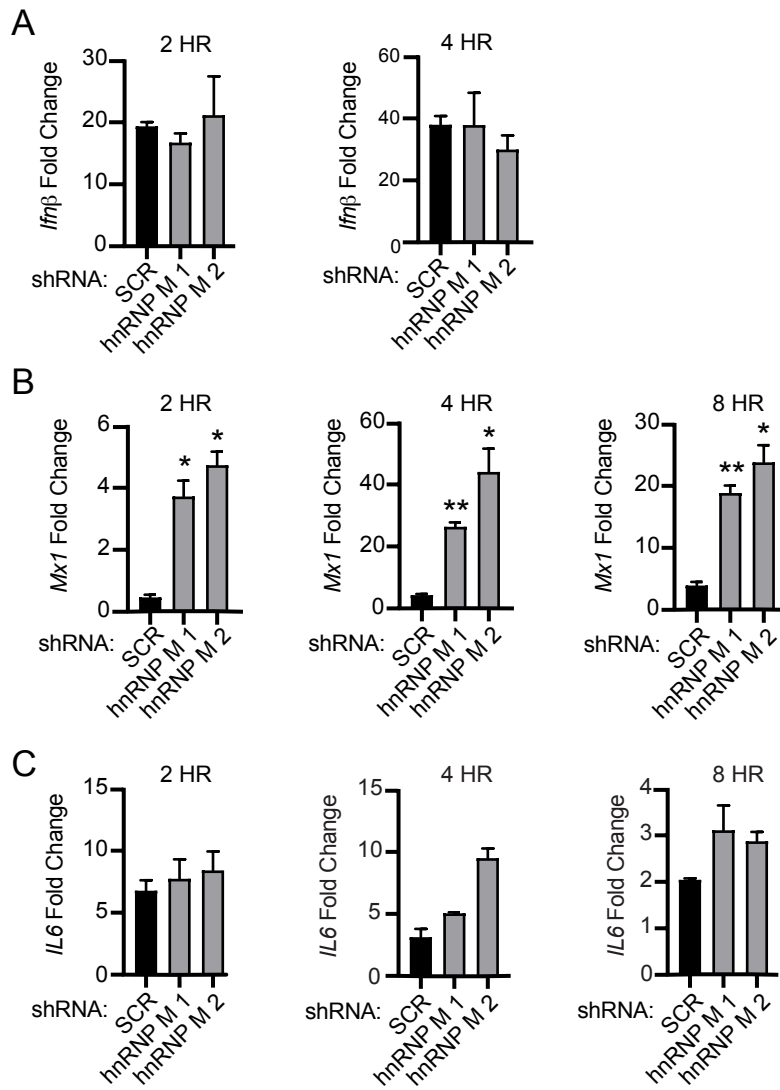 A
2 HR
Ifnβ Fold Change
30
20
10
0
shRNA:
SCR
hnRNP M 1
hnRNP M 2
4 HR
Ifnβ Fold Change
60
40
20
0
SCR
hnRNP M 1
hnRNP M 2
B
2 HR
Mx1 Fold Change
6
4
2
0
*
*
shRNA:
SCR
hnRNP M 1
hnRNP M 2
4 HR
Mx1 Fold Change
60
40
20
0
**
*
shRNA:
SCR
hnRNP M 1
hnRNP M 2
8 HR
Mx1 Fold Change
30
20
10
0
**
*
shRNA:
SCR
hnRNP M 1
hnRNP M 2
C
2 HR
IL6 Fold Change
15
10
5
0
shRNA:
SCR
hnRNP M 1
hnRNP M 2
4 HR
IL6 Fold Change
15
10
5
0
shRNA:
SCR
hnRNP M 1
hnRNP M 2
8 HR
IL6 Fold Change
4
3
2
1
0
shRNA:
SCR
hnRNP M 1
hnRNP M 2